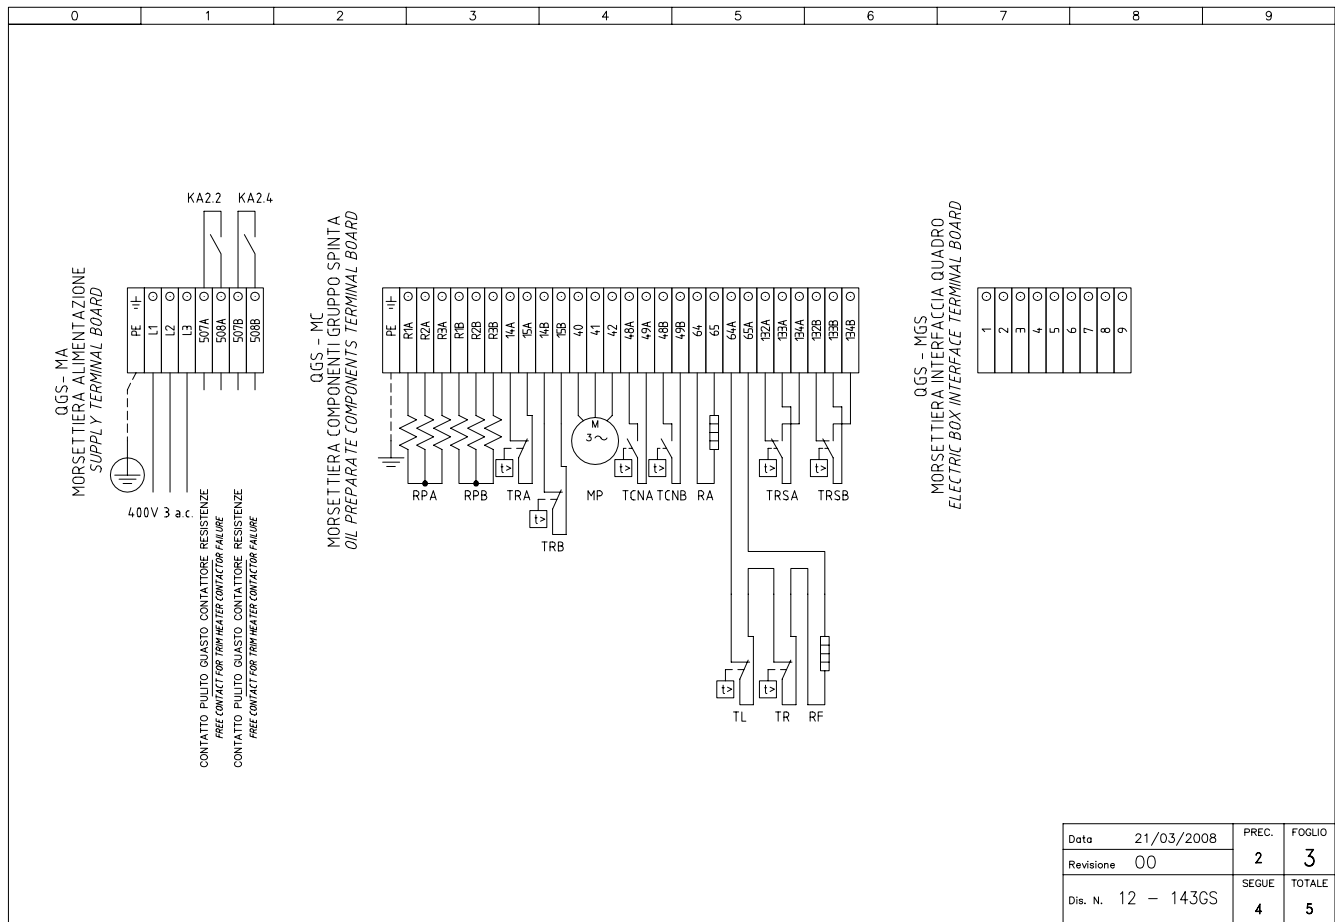 0 1 2 3 4 5 6 7 8 9
KA2.2 KA2.4
QGS - MA
MORSETTIERA ALIMENTAZIONE
SUPPLY TERMINAL BOARD
PE L1 L2 L3 507A 508A 507B 508B
400V 3 a.c.
CONTATTO PULITO GUASTO CONTATTORE RESISTENZE
FREE CONTACT FOR TRIM HEATER CONTACTOR FAILURE
CONTATTO PULITO GUASTO CONTATTORE RESISTENZE
FREE CONTACT FOR TRIM HEATER CONTACTOR FAILURE
QGS - MC
MORSETTIERA COMPONENTI GRUPPO SPINTA
OIL PREPARATE COMPONENTS TERMINAL BOARD
PE R1A R2A R3A R1B R2B R3B 14A 15A 14B 15B 40 41 42 48A 49A 48B 49B 64 65 64A 65A 132A 133A 134A 132B 133B 134B
M
3~
t> t> t> t> t>
RPA RPB TRA MP TCNA TCNB RA TRSA TRSB
t>
TRB
t> t>
TL TR RF
QGS - MGS
MORSETTIERA INTERFACCIA QUADRO
ELECTRIC BOX INTERFACE TERMINAL BOARD
1 2 3 4 5 6 7 8 9
Data 21/03/2008 PREC. FOGLIO
Revisione 00 2 3
Dis. N. 12 - 143GS SEGUE TOTALE
4 5